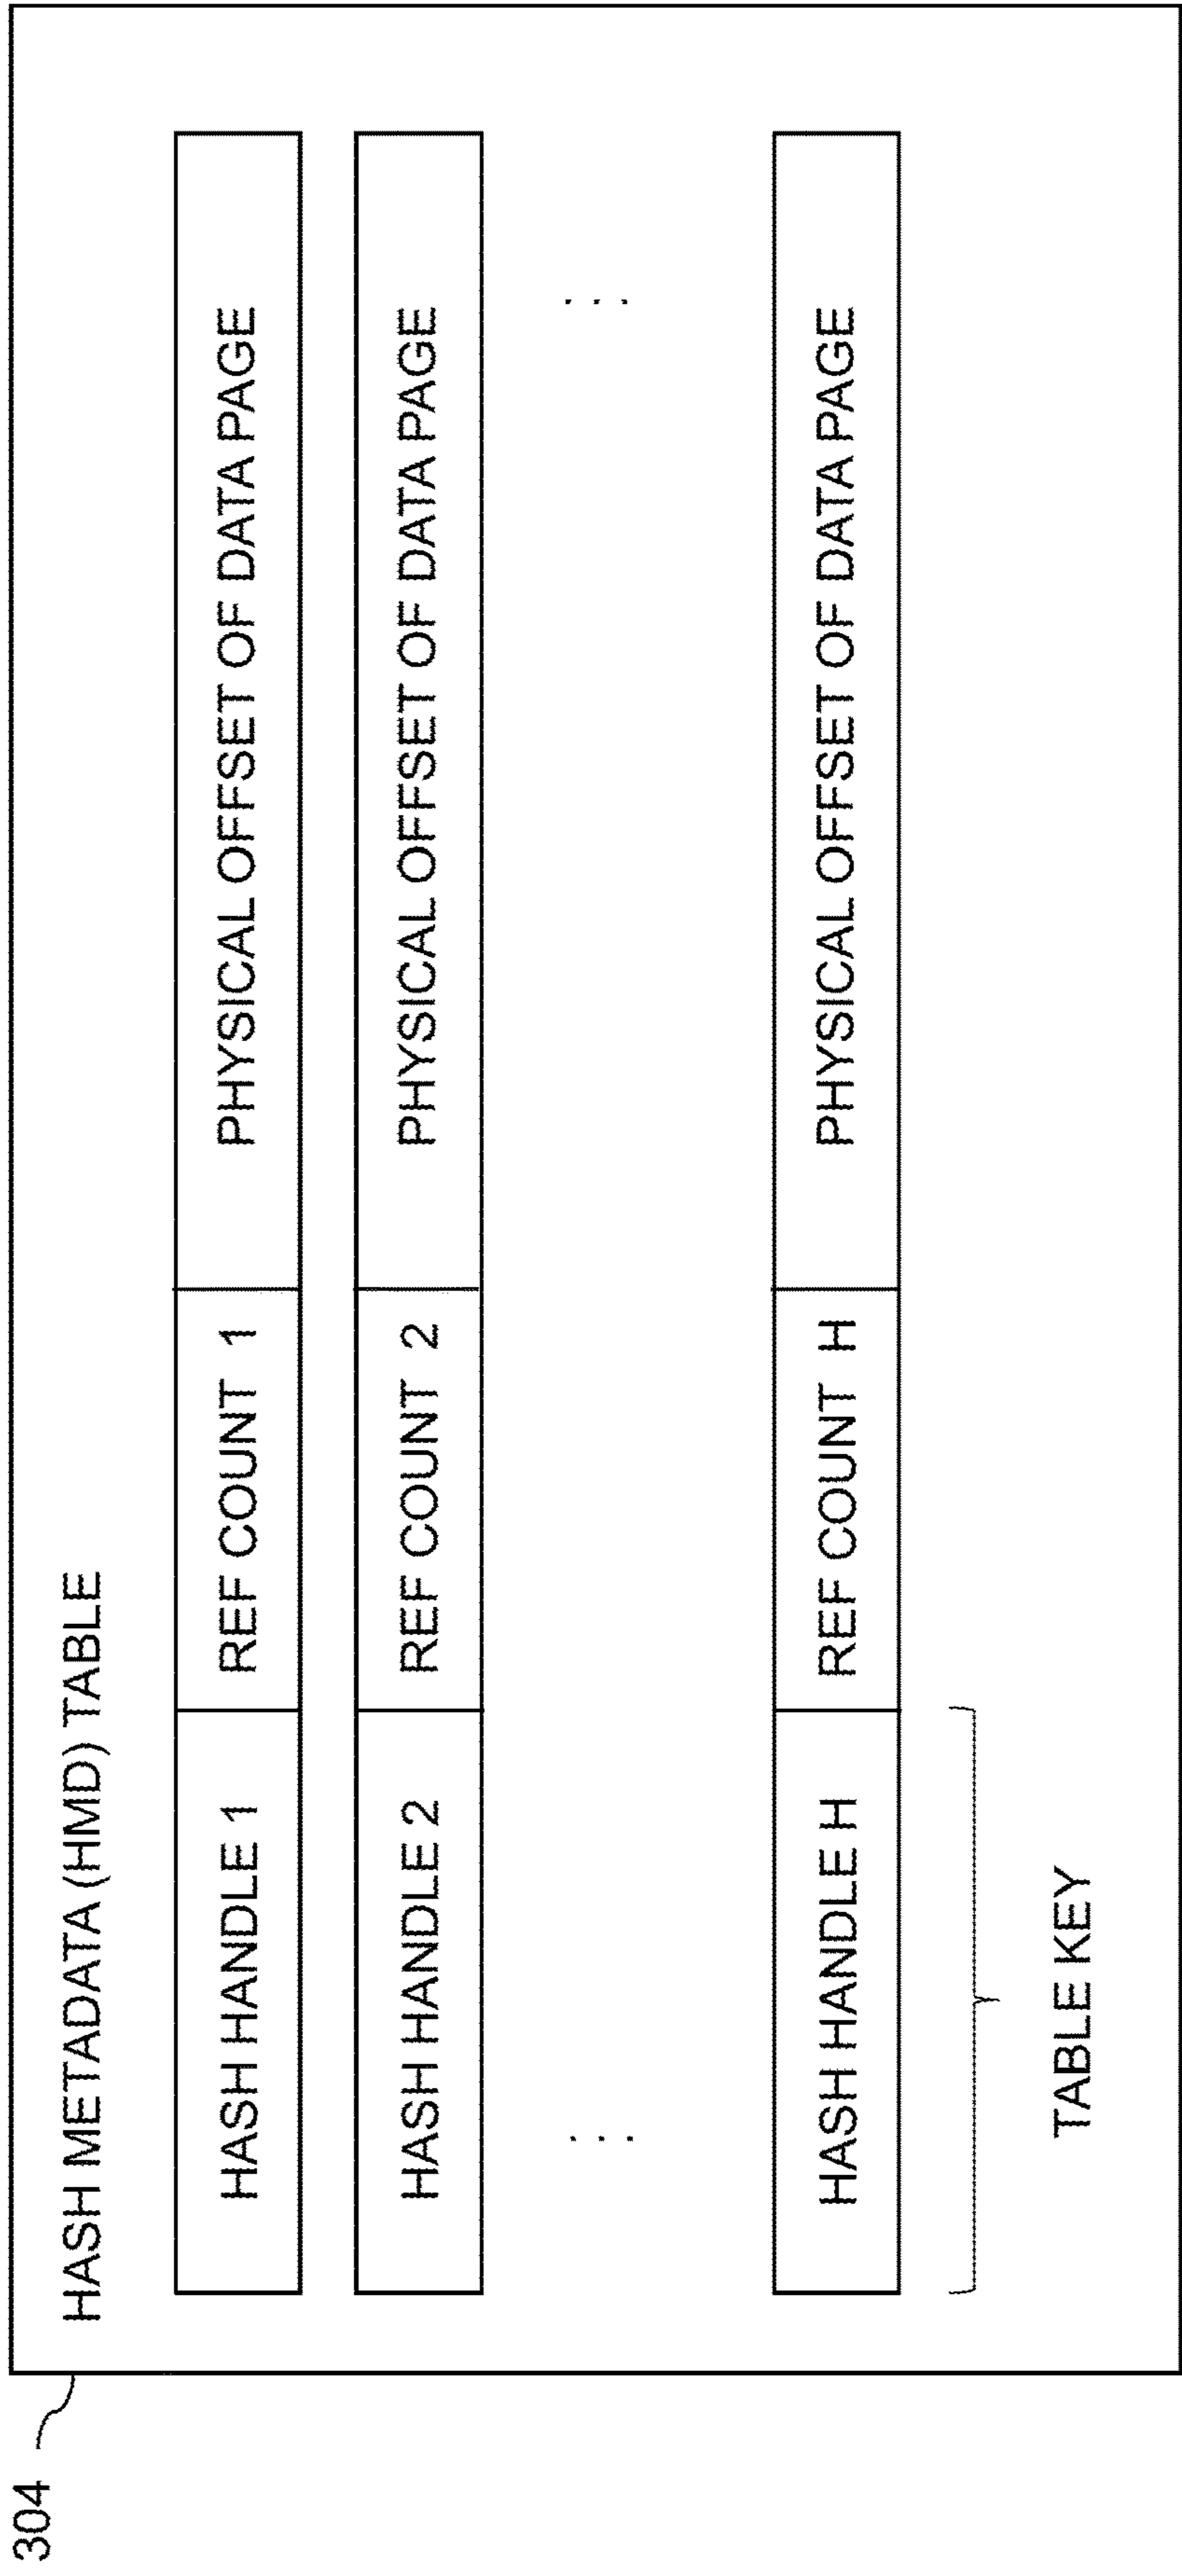 304
HASH METADATA (HMD) TABLE
HASH HANDLE 1 REF COUNT 1 PHYSICAL OFFSET OF DATA PAGE
HASH HANDLE 2 REF COUNT 2 PHYSICAL OFFSET OF DATA PAGE
. . . . . .
HASH HANDLE H REF COUNT H PHYSICAL OFFSET OF DATA PAGE
TABLE KEY